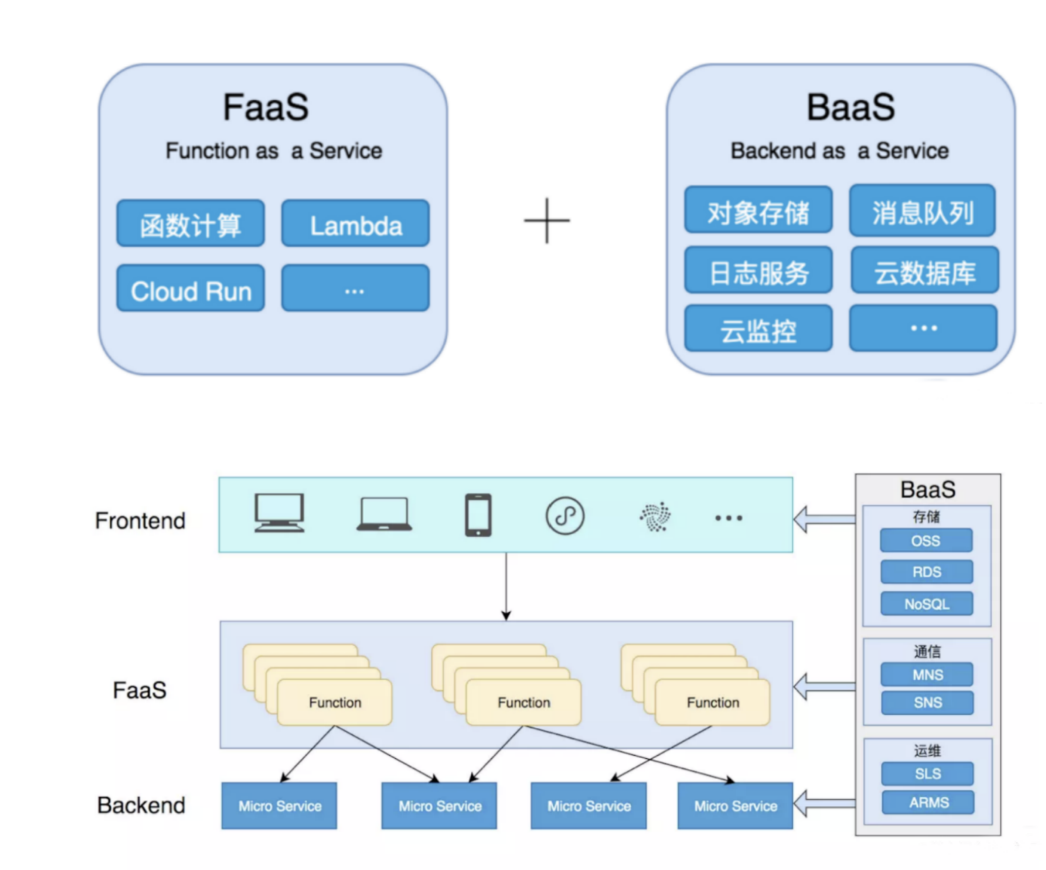 FaaS
Function as a Service
函数计算
Lambda
Cloud Run
...
BaaS
Backend as a Service
对象存储
消息队列
日志服务
云数据库
云监控
...
Frontend
...
FaaS
Function
Function
Function
Backend
Micro Service
Micro Service
Micro Service
Micro Service
BaaS
存储
OSS
RDS
NoSQL
通信
MNS
SNS
运维
SLS
ARMS